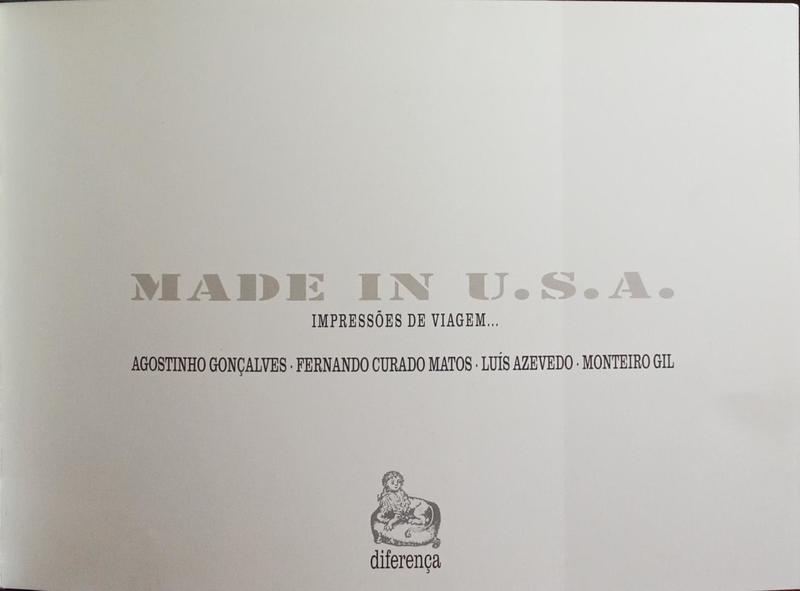 MADE IN U.S.A.
IMPRESSÕES DE VIAGEM...
AGOSTINHO GONÇALVES · FERNANDO CURADO MATOS · LUÍS AZEVEDO · MONTEIRO GIL
diferença